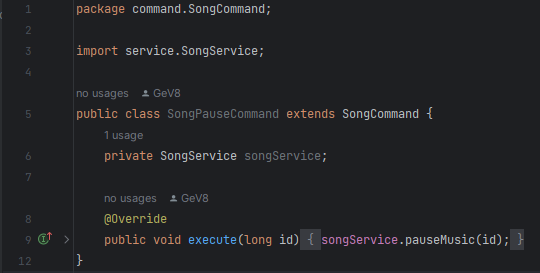 1 package command.SongCommand;
2
3 import service.SongService;
4
no usages GeV8
5 public class SongPauseCommand extends SongCommand {
1 usage
6 private SongService songService;
7
no usages GeV8
8 @Override
9 public void execute(long id) { songService.pauseMusic(id); }
12 }